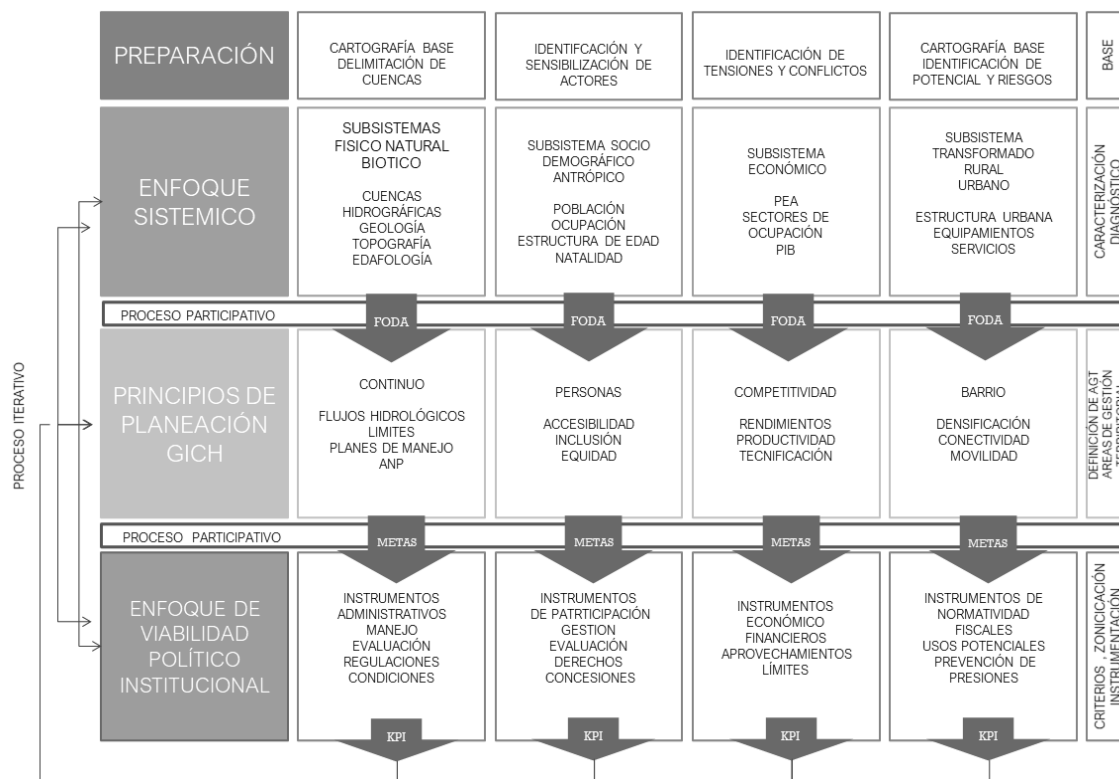 PREPARACIÓN
CARTOGRAFÍA BASE
DELIMITACIÓN DE
CUENCAS
IDENTIFCACIÓN Y
SENSIBILIZACIÓN DE
ACTORES
IDENTIFICACIÓN DE
TENSIONES Y CONFLICTOS
CARTOGRAFÍA BASE
IDENTIFICACIÓN DE
POTENCIAL Y RIESGOS
BASE
ENFOQUE
SISTEMICO
SUBSISTEMAS
FISICO NATURAL
BIOTICO
CUENCAS
HIDROGRÁFICAS
GEOLOGÍA
TOPOGRAFÍA
EDAFOLOGÍA
SUBSISTEMA SOCIO
DEMOGRÁFICO
ANTRÓPICO
POBLACIÓN
OCUPACIÓN
ESTRUCTURA DE EDAD
NATALIDAD
SUBSISTEMA
ECONÓMICO
PEA
SECTORES DE
OCUPACIÓN
PIB
SUBSISTEMA
TRANSFORMADO
RURAL
URBANO
ESTRUCTURA URBANA
EQUIPAMIENTOS
SERVICIOS
CARACTERIZACIÓN
DIAGNÓSTICO
PROCESO PARTICIPATIVO
FODA
FODA
FODA
FODA
PROCESO ITERATIVO
PRINCIPIOS DE
PLANEACIÓN
GICH
CONTINUO
FLUJOS HIDROLÓGICOS
LIMITES
PLANES DE MANEJO
ANP
PERSONAS
ACCESIBILIDAD
INCLUSIÓN
EQUIDAD
COMPETITIVIDAD
RENDIMIENTOS
PRODUCTIVIDAD
TECNIFICACIÓN
BARRIO
DENSIFICACIÓN
CONECTIVIDAD
MOVILIDAD
DEFINICIÓN DE AGT
AREAS DE GESTIÓN
PROCESO PARTICIPATIVO
METAS
METAS
METAS
METAS
ENFOQUE DE
VIABILIDAD
POLÍTICO
INSTITUCIONAL
INSTRUMENTOS
ADMINISTRATIVOS
MANEJO
EVALUACIÓN
REGULACIONES
CONDICIONES
INSTRUMENTOS
DE PATRTICIPACIÓN
GESTION
EVALUACIÓN
DERECHOS
CONCESIONES
INSTRUMENTOS
ECONÓMICO
FINANCIEROS
APROVECHAMIENTOS
LÍMITES
INSTRUMENTOS DE
NORMATIVIDAD
FISCALES
USOS POTENCIALES
PREVENCIÓN DE
PRESIONES
CRITERIOS , ZONICICACIÓN
INSTRUMENTACIÓN
KPI
KPI
KPI
KPI